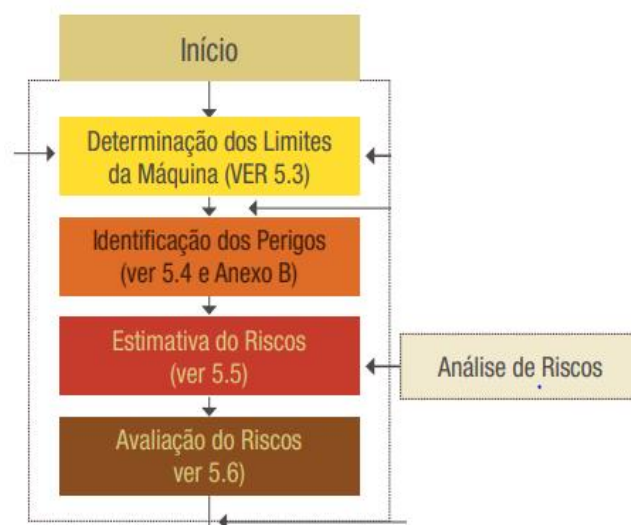 Início
Determinação dos Limites
da Máquina (VER 5.3)
Identificação dos Perigos
(ver 5.4 e Anexo B)
Estimativa do Riscos
(ver 5.5)
Análise de Riscos
Avaliação do Riscos
ver 5.6)